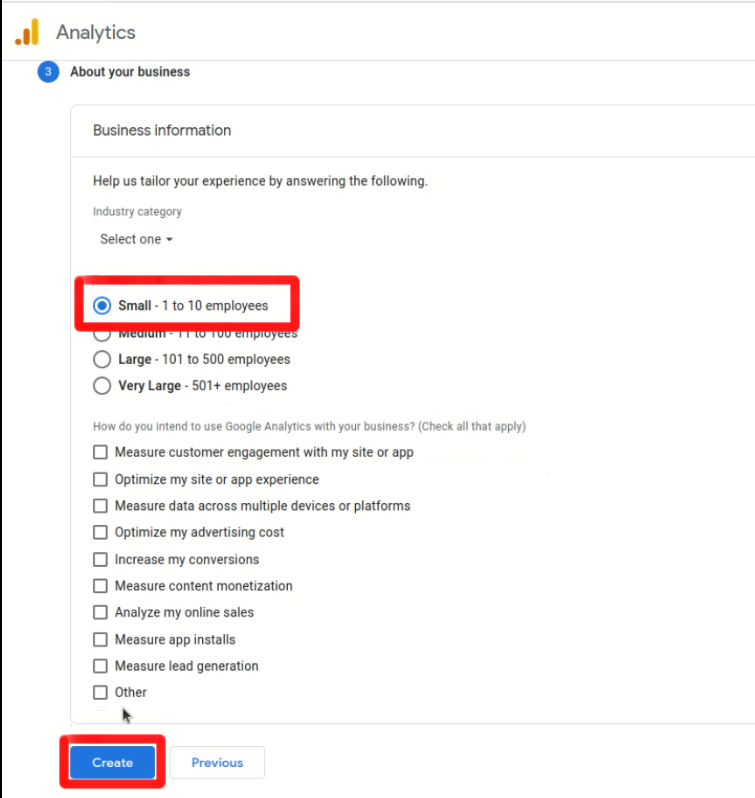 Analytics
3 About your business
Business information
Help us tailor your experience by answering the following.
Industry category
Select one
Small - 1 to 10 employees
Medium - 11 to 100 employees
Large - 101 to 500 employees
Very Large - 501+ employees
How do you intend to use Google Analytics with your business? (Check all that apply)
Measure customer engagement with my site or app
Optimize my site or app experience
Measure data across multiple devices or platforms
Optimize my advertising cost
Increase my conversions
Measure content monetization
Analyze my online sales
Measure app installs
Measure lead generation
Other
Create Previous